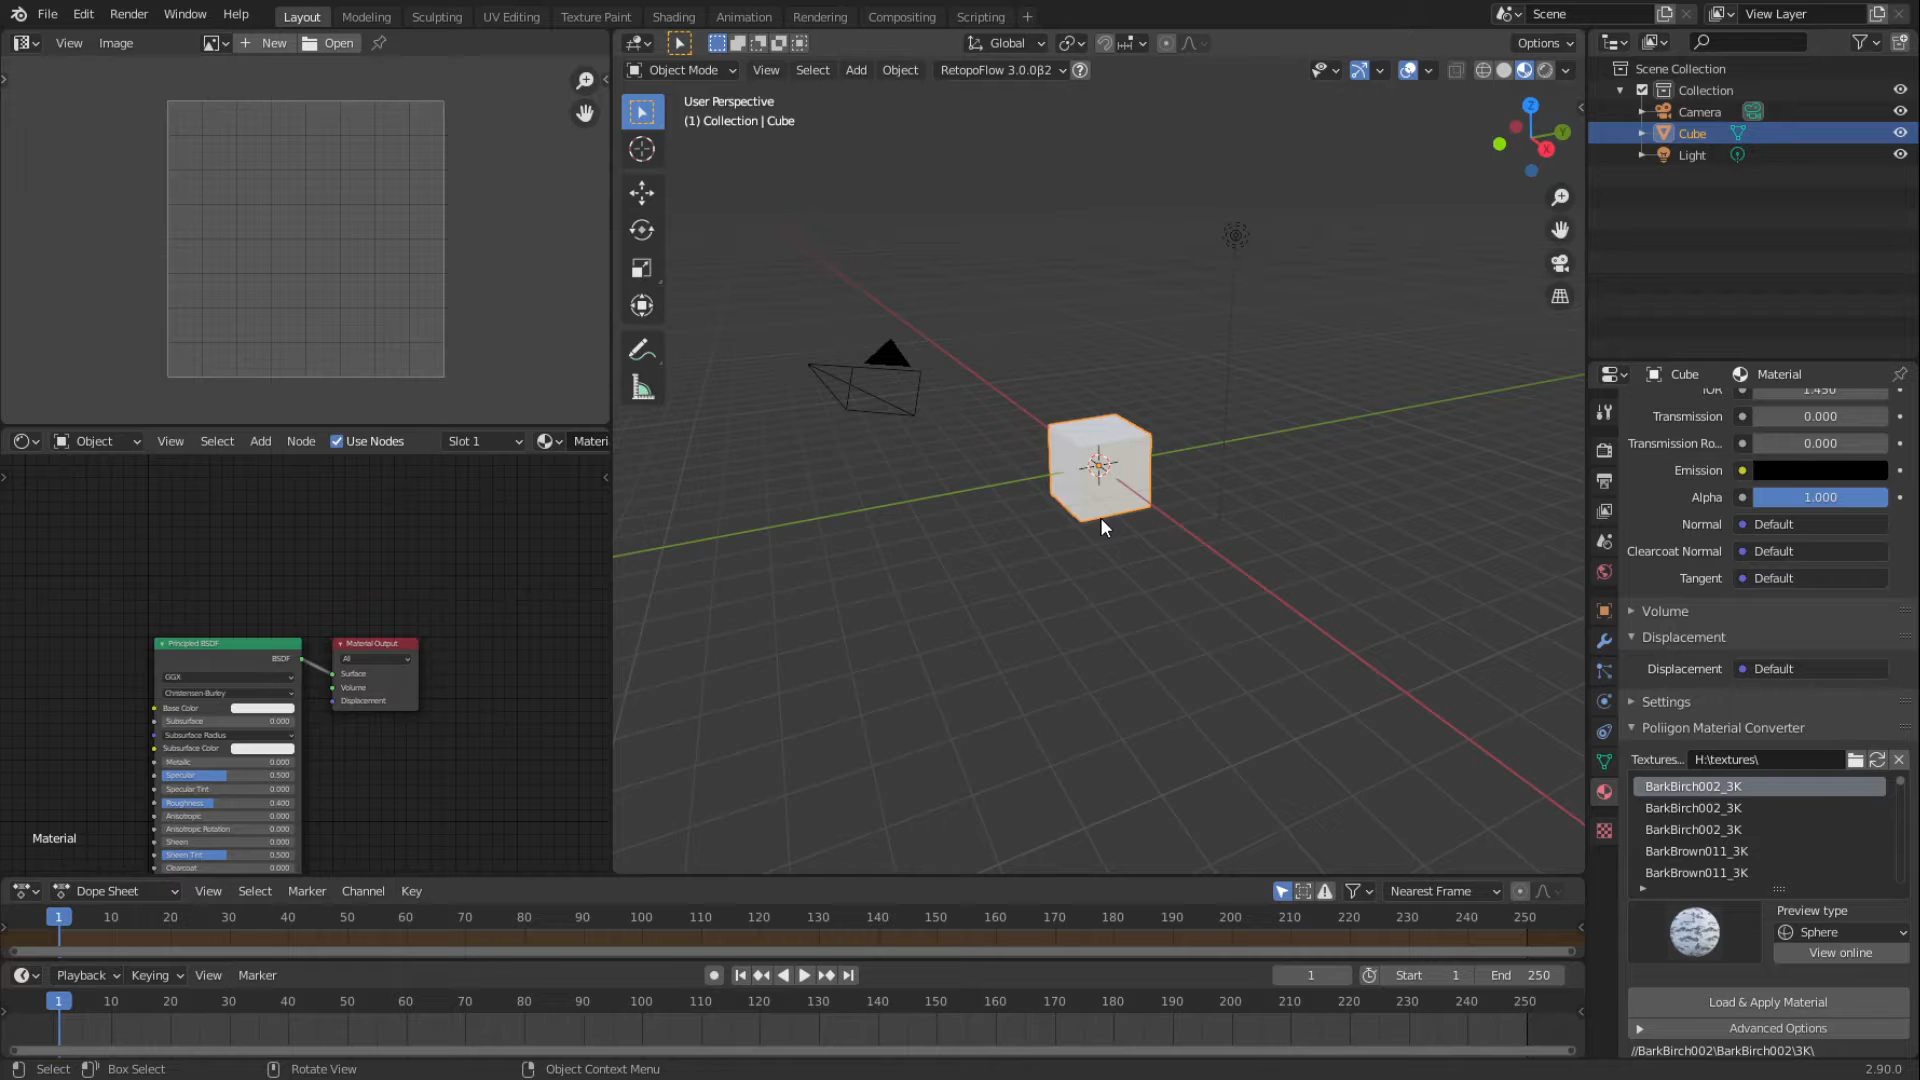 File Edit Render Window Help Layout Modeling Sculpting UV Editing Texture Paint Shading Animation Rendering Compositing Scripting + Scene View Layer
View Image + New Open
Global Options
Object Mode View Select Add Object RetopoFlow 3.0.0β2
User Perspective
(1) Collection | Cube
Z
Y
X
Scene Collection
Collection
Camera
Cube
Light
Object View Select Add Node Use Nodes Slot 1 Materi
Principled BSDF
BSDF
GGX
Christensen-Burley
Base Color
Subsurface 0.000
Subsurface Radius
Subsurface Color
Metallic 0.000
Specular 0.500
Specular Tint 0.000
Roughness 0.400
Anisotropic 0.000
Anisotropic Rotation 0.000
Sheen 0.000
Sheen Tint 0.500
Clearcoat 0.000
Material Output
All
Surface
Volume
Displacement
Material
Cube Material
IOR 1.450
Transmission 0.000
Transmission Ro... 0.000
Emission
Alpha 1.000
Normal Default
Clearcoat Normal Default
Tangent Default
Volume
Displacement
Displacement Default
Settings
Poliigon Material Converter
Textures... H:\textures\
BarkBirch002_3K
BarkBirch002_3K
BarkBirch002_3K
BarkBrown011_3K
BarkBrown011_3K
Preview type
Sphere
View online
Load & Apply Material
Advanced Options
//BarkBirch002\BarkBirch002\3K\
Dope Sheet View Select Marker Channel Key Nearest Frame
1 10 20 30 40 50 60 70 80 90 100 110 120 130 140 150 160 170 180 190 200 210 220 230 240 250
Playback Keying View Marker 1 Start 1 End 250
1 10 20 30 40 50 60 70 80 90 100 110 120 130 140 150 160 170 180 190 200 210 220 230 240 250
Select Box Select Rotate View Object Context Menu 2.90.0